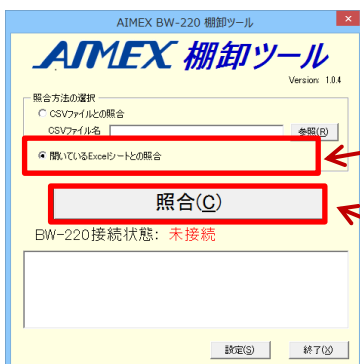 AIMEX BW-220 棚卸ツール
AIMEX 棚卸ツール
Version: 1.0.4
照合方法の選択
CSVファイルとの照合
CSVファイル名 参照(R)
開いているExcelシートとの照合
照合(C)
BW-220接続状態: 未接続
設定(S) 終了(X)